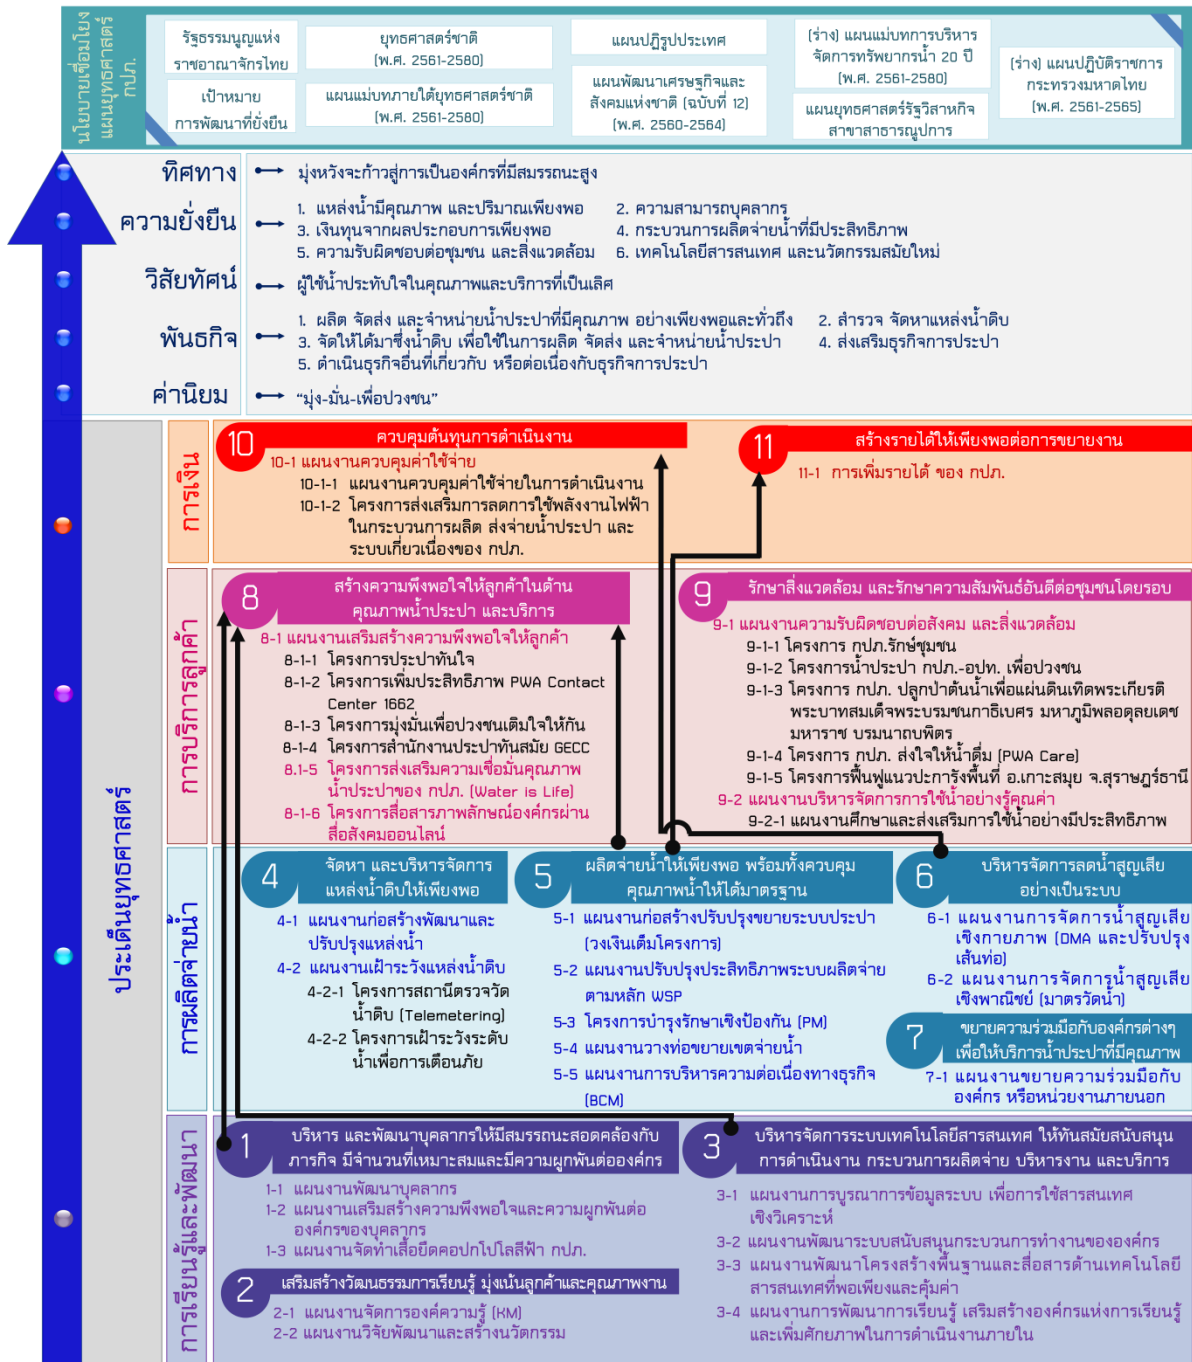 นโยบายเชื่อมโยง
แผนยุทธศาสตร์
กปภ.
รัฐธรรมนูญแห่ง
ราชอาณาจักรไทย
เป้าหมาย
การพัฒนาที่ยั่งยืน
ยุทธศาสตร์ชาติ
(พ.ศ. 2561-2580)
แผนแม่บทภายใต้ยุทธศาสตร์ชาติ
(พ.ศ. 2561-2580)
แผนปฏิรูปประเทศ
แผนพัฒนาเศรษฐกิจและ
สังคมแห่งชาติ (ฉบับที่ 12)
(พ.ศ. 2560-2564)
(ร่าง) แผนแม่บทการบริหาร
จัดการทรัพยากรน้ำ 20 ปี
(พ.ศ. 2561-2580)
แผนยุทธศาสตร์รัฐวิสาหกิจ
สาขาสาธารณูปการ
(ร่าง) แผนปฏิบัติราชการ
กระทรวงมหาดไทย
(พ.ศ. 2561-2565)
ทิศทาง
มุ่งหวังจะก้าวสู่การเป็นองค์กรที่มีสมรรถนะสูง
ความยั่งยืน
1. แหล่งน้ำมีคุณภาพ และปริมาณเพียงพอ 2. ความสามารถบุคลากร
3. เงินทุนจากผลประกอบการเพียงพอ 4. กระบวนการผลิตจ่ายน้ำที่มีประสิทธิภาพ
5. ความรับผิดชอบต่อชุมชน และสิ่งแวดล้อม 6. เทคโนโลยีสารสนเทศ และนวัตกรรมสมัยใหม่
วิสัยทัศน์
ผู้ใช้น้ำประทับใจในคุณภาพและบริการที่เป็นเลิศ
พันธกิจ
1. ผลิต จัดส่ง และจำหน่ายน้ำประปาที่มีคุณภาพ อย่างเพียงพอและทั่วถึง 2. สำรวจ จัดหาแหล่งน้ำดิบ
3. จัดให้ได้มาซึ่งน้ำดิบ เพื่อใช้ในการผลิต จัดส่ง และจำหน่ายน้ำประปา 4. ส่งเสริมธุรกิจการประปา
5. ดำเนินธุรกิจอื่นที่เกี่ยวกับ หรือต่อเนื่องกับธุรกิจการประปา
ค่านิยม
“มุ่ง-มั่น-เพื่อปวงชน”
ประเด็นยุทธศาสตร์
การเงิน
10
ควบคุมต้นทุนการดำเนินงาน
10-1 แผนงานควบคุมค่าใช้จ่าย
10-1-1 แผนงานควบคุมค่าใช้จ่ายในการดำเนินงาน
10-1-2 โครงการส่งเสริมการลดการใช้พลังงานไฟฟ้า
ในกระบวนการผลิต ส่งจ่ายน้ำประปา และ
ระบบเกี่ยวเนื่องของ กปภ.
11
สร้างรายได้ให้เพียงพอต่อการขยายงาน
11-1 การเพิ่มรายได้ ของ กปภ.
การบริการลูกค้า
8
สร้างความพึงพอใจให้ลูกค้าในด้าน
คุณภาพน้ำประปา และบริการ
8-1 แผนงานเสริมสร้างความพึงพอใจให้ลูกค้า
8-1-1 โครงการประปาทันใจ
8-1-2 โครงการเพิ่มประสิทธิภาพ PWA Contact
Center 1662
8-1-3 โครงการมุ่งมั่นเพื่อปวงชนเติมใจให้กัน
8-1-4 โครงการสำนักงานประปาทันสมัย GECC
8.1-5 โครงการส่งเสริมความเชื่อมั่นคุณภาพ
น้ำประปาของ กปภ. (Water is Life)
8-1-6 โครงการสื่อสารภาพลักษณ์องค์กรผ่าน
สื่อสังคมออนไลน์
9
รักษาสิ่งแวดล้อม และรักษาความสัมพันธ์อันดีต่อชุมชนโดยรอบ
9-1 แผนงานความรับผิดชอบต่อสังคม และสิ่งแวดล้อม
9-1-1 โครงการ กปภ.รักษ์ชุมชน
9-1-2 โครงการน้ำประปา กปภ.-อปท. เพื่อปวงชน
9-1-3 โครงการ กปภ. ปลูกป่าต้นน้ำเพื่อแผ่นดินเทิดพระเกียรติ
พระบาทสมเด็จพระบรมชนกาธิเบศร มหาภูมิพลอดุลยเดช
มหาราช บรมนาถบพิตร
9-1-4 โครงการ กปภ. ส่งใจให้น้ำดื่ม (PWA Care)
9-1-5 โครงการฟื้นฟูแนวปะการังพื้นที่ อ.เกาะสมุย จ.สุราษฎร์ธานี
9-2 แผนงานบริหารจัดการการใช้น้ำอย่างรู้คุณค่า
9-2-1 แผนงานศึกษาและส่งเสริมการใช้น้ำอย่างมีประสิทธิภาพ
การผลิตจ่ายน้ำ
4
จัดหา และบริหารจัดการ
แหล่งน้ำดิบให้เพียงพอ
4-1 แผนงานก่อสร้างพัฒนาและ
ปรับปรุงแหล่งน้ำ
4-2 แผนงานเฝ้าระวังแหล่งน้ำดิบ
4-2-1 โครงการสถานีตรวจวัด
น้ำดิบ (Telemetering)
4-2-2 โครงการเฝ้าระวังระดับ
น้ำเพื่อการเตือนภัย
5
ผลิตจ่ายน้ำให้เพียงพอ พร้อมทั้งควบคุม
คุณภาพน้ำให้ได้มาตรฐาน
5-1 แผนงานก่อสร้างปรับปรุงขยายระบบประปา
(วงเงินเต็มโครงการ)
5-2 แผนงานปรับปรุงประสิทธิภาพระบบผลิตจ่าย
ตามหลัก WSP
5-3 โครงการบำรุงรักษาเชิงป้องกัน (PM)
5-4 แผนงานวางท่อขยายเขตจ่ายน้ำ
5-5 แผนงานการบริหารความต่อเนื่องทางธุรกิจ
(BCM)
6
บริหารจัดการลดน้ำสูญเสีย
อย่างเป็นระบบ
6-1 แผนงานการจัดการน้ำสูญเสีย
เชิงกายภาพ (DMA และปรับปรุง
เส้นท่อ)
6-2 แผนงานการจัดการน้ำสูญเสีย
เชิงพาณิชย์ (มาตรวัดน้ำ)
7
ขยายความร่วมมือกับองค์กรต่างๆ
เพื่อให้บริการน้ำประปาที่มีคุณภาพ
7-1 แผนงานขยายความร่วมมือกับ
องค์กร หรือหน่วยงานภายนอก
การเรียนรู้และพัฒนา
1
บริหาร และพัฒนาบุคลากรให้มีสมรรถนะสอดคล้องกับ
ภารกิจ มีจำนวนที่เหมาะสมและมีความผูกพันต่อองค์กร
1-1 แผนงานพัฒนาบุคลากร
1-2 แผนงานเสริมสร้างความพึงพอใจและความผูกพันต่อ
องค์กรของบุคลากร
1-3 แผนงานจัดทำเสื้อยืดคอปกโปโลสีฟ้า กปภ.
2
เสริมสร้างวัฒนธรรมการเรียนรู้ มุ่งเน้นลูกค้าและคุณภาพงาน
2-1 แผนงานจัดการองค์ความรู้ (KM)
2-2 แผนงานวิจัยพัฒนาและสร้างนวัตกรรม
3
บริหารจัดการระบบเทคโนโลยีสารสนเทศ ให้ทันสมัยสนับสนุน
การดำเนินงาน กระบวนการผลิตจ่าย บริหารงาน และบริการ
3-1 แผนงานการบูรณาการข้อมูลระบบ เพื่อการใช้สารสนเทศ
เชิงวิเคราะห์
3-2 แผนงานพัฒนาระบบสนับสนุนกระบวนการทำงานขององค์กร
3-3 แผนงานพัฒนาโครงสร้างพื้นฐานและสื่อสารด้านเทคโนโลยี
สารสนเทศที่พอเพียงและคุ้มค่า
3-4 แผนงานการพัฒนาการเรียนรู้ เสริมสร้างองค์กรแห่งการเรียนรู้
และเพิ่มศักยภาพในการดำเนินงานภายใน